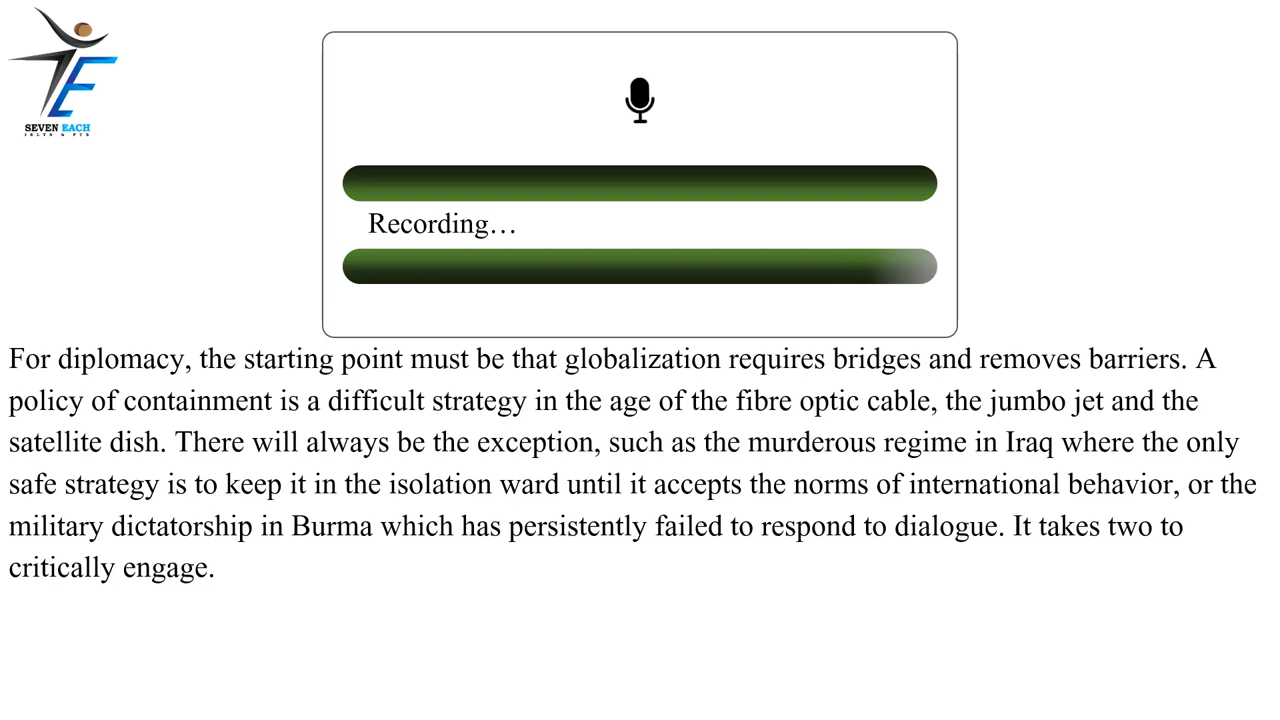 SEVEN EACH
IELTS & PTE
Recording…
For diplomacy, the starting point must be that globalization requires bridges and removes barriers. A
policy of containment is a difficult strategy in the age of the fibre optic cable, the jumbo jet and the
satellite dish. There will always be the exception, such as the murderous regime in Iraq where the only
safe strategy is to keep it in the isolation ward until it accepts the norms of international behavior, or the
military dictatorship in Burma which has persistently failed to respond to dialogue. It takes two to
critically engage.